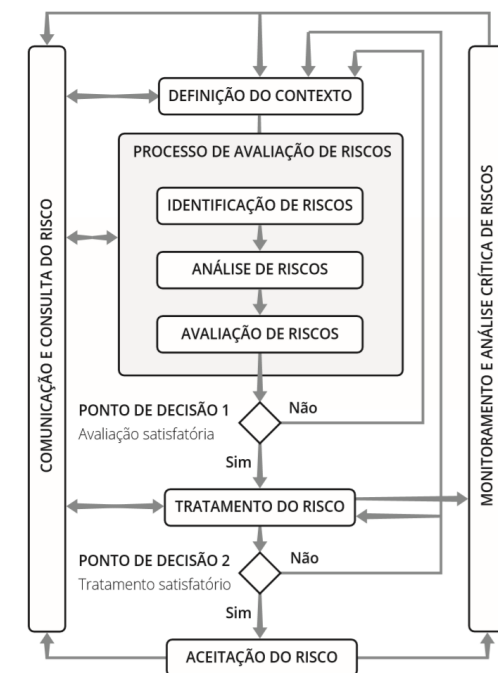 DEFINIÇÃO DO CONTEXTO
PROCESSO DE AVALIAÇÃO DE RISCOS
IDENTIFICAÇÃO DE RISCOS
ANÁLISE DE RISCOS
AVALIAÇÃO DE RISCOS
COMUNICAÇÃO E CONSULTA DO RISCO
MONITORAMENTO E ANÁLISE CRÍTICA DE RISCOS
PONTO DE DECISÃO 1
Avaliação satisfatória
Não
Sim
TRATAMENTO DO RISCO
PONTO DE DECISÃO 2
Tratamento satisfatório
Não
Sim
ACEITAÇÃO DO RISCO